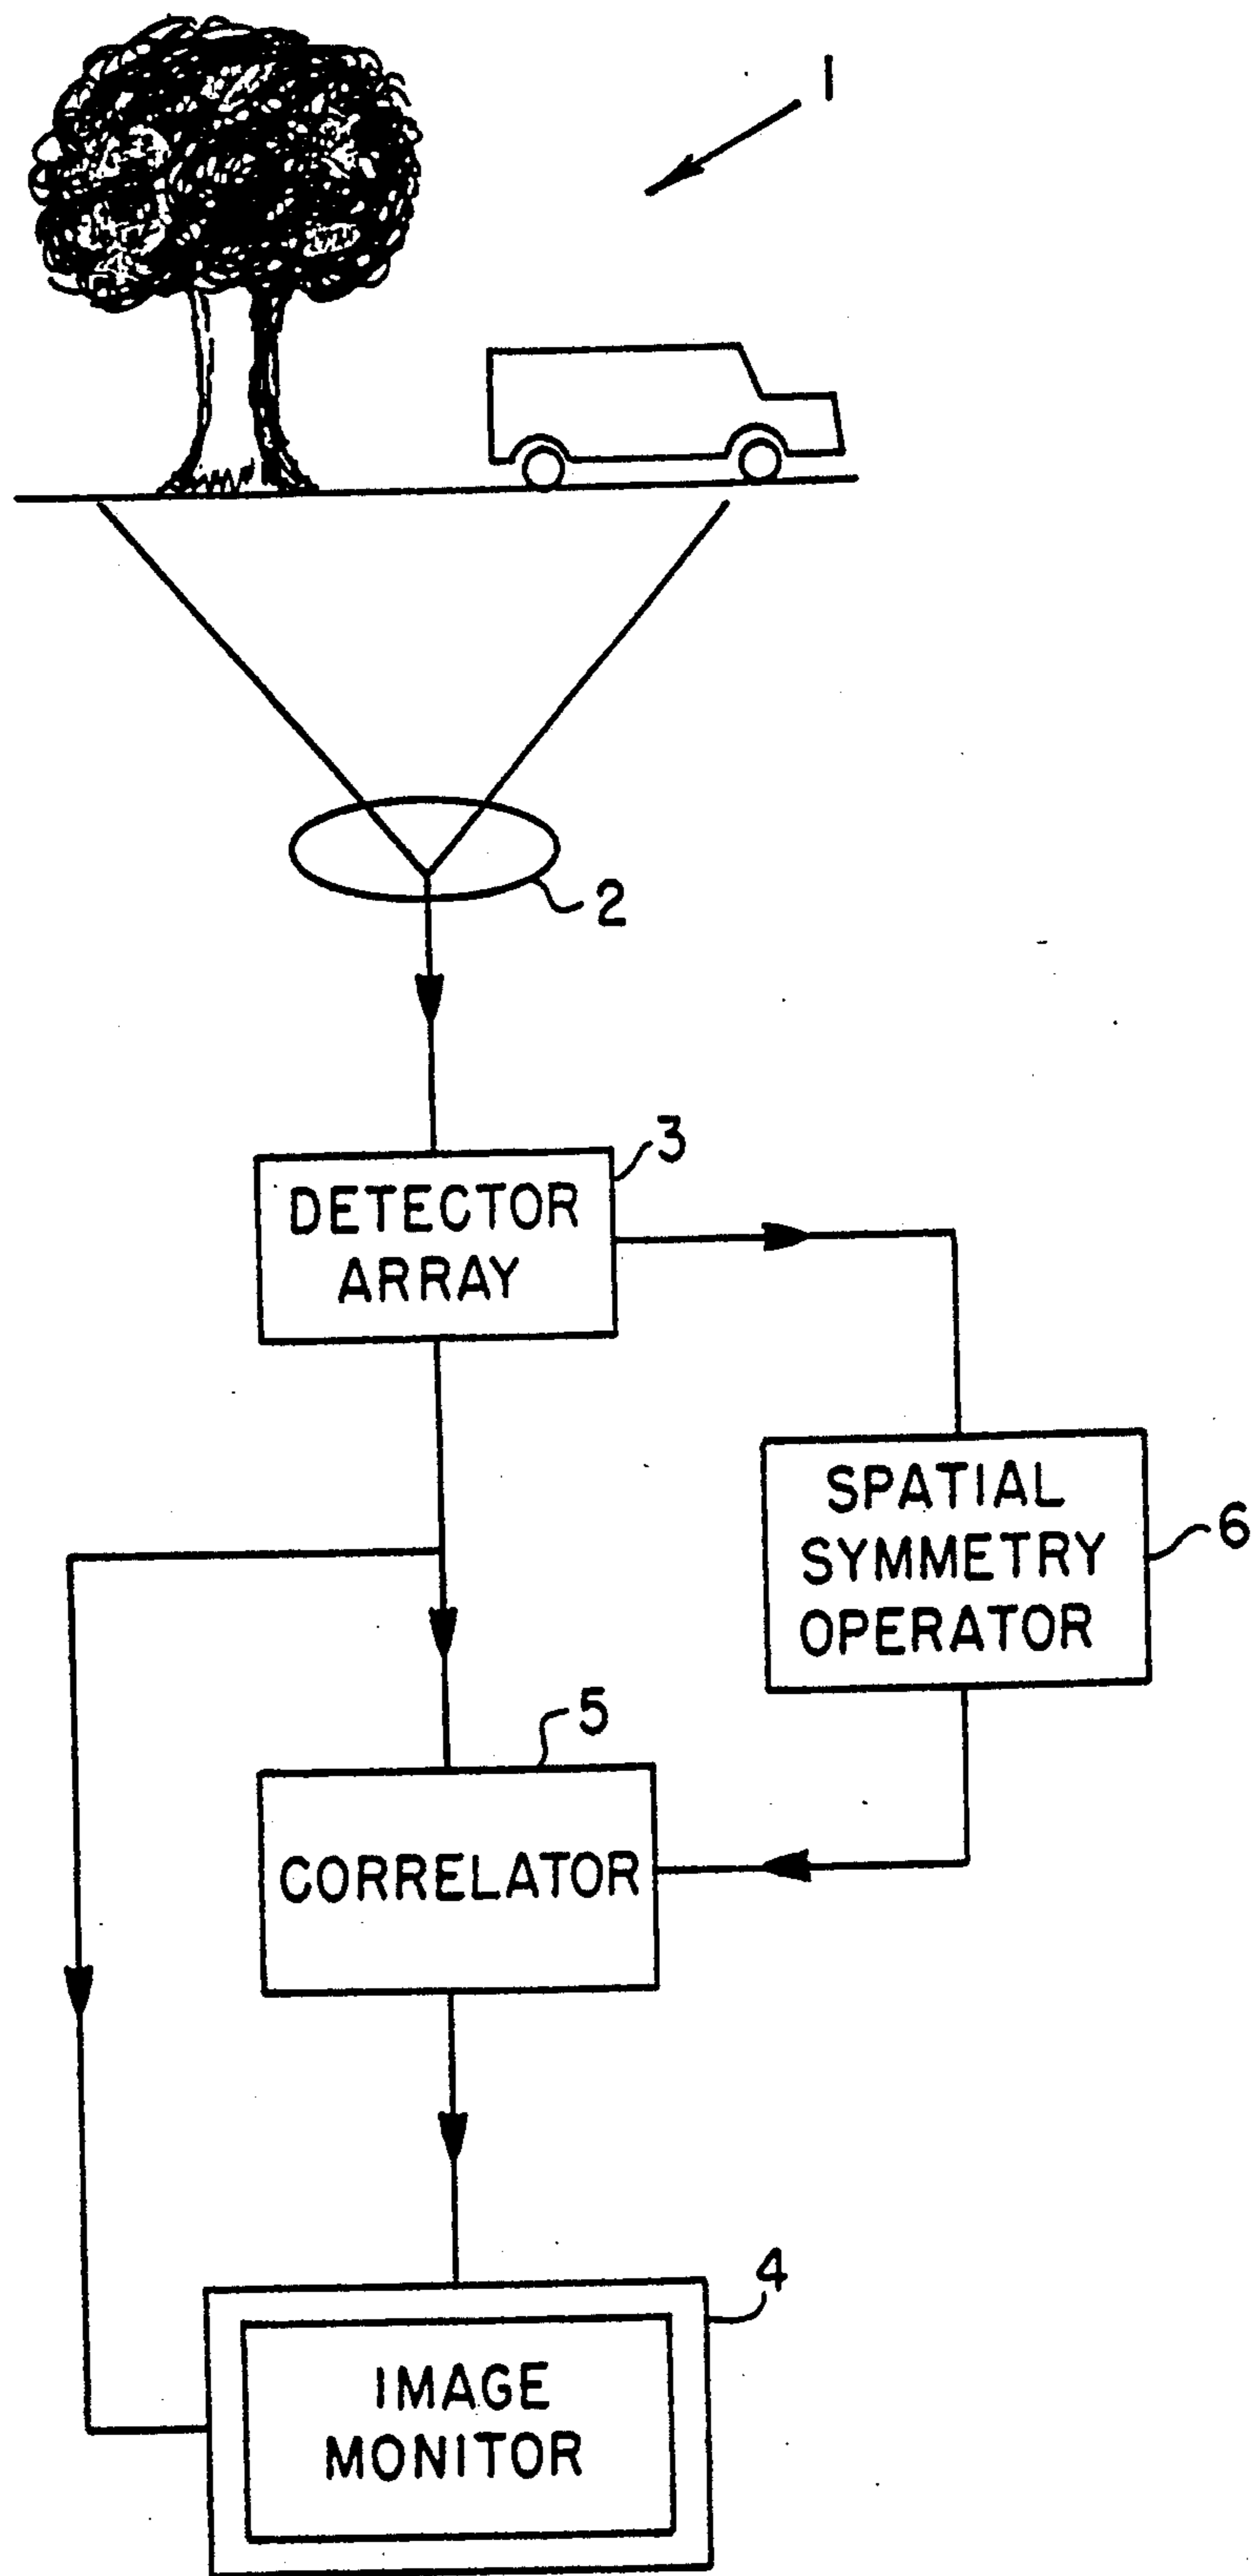 1
2
3
DETECTOR
ARRAY
SPATIAL
SYMMETRY
OPERATOR
6
5
CORRELATOR
4
IMAGE
MONITOR